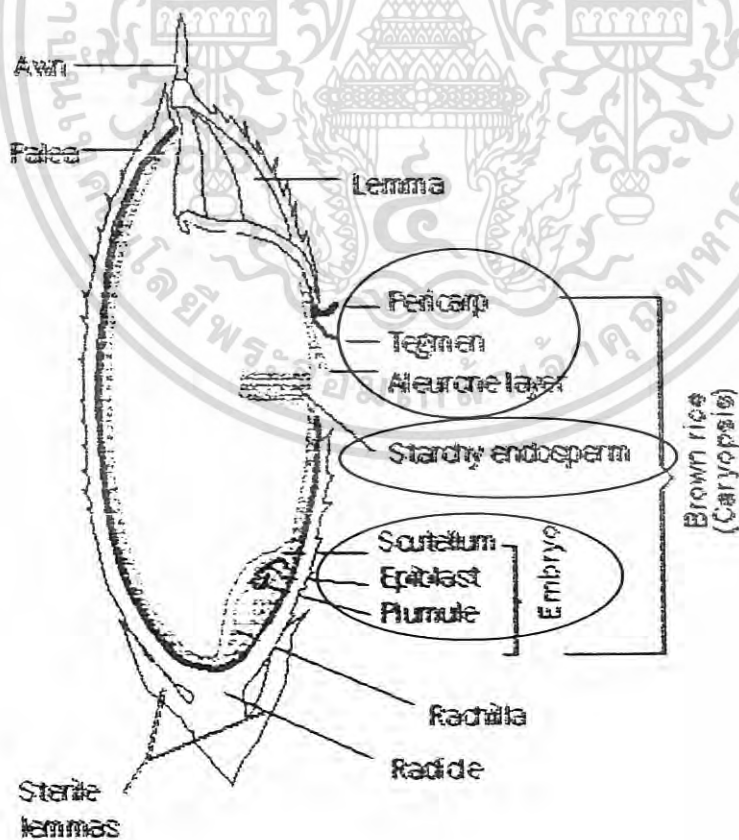 Awn
Palea
Lemma
Pericarp
Tegmen
Aleurone layer
Starchy endosperm
Brown rice
(Caryopsis)
Scutellum
Epiblast
Plumule
Embryo
Rachilla
Radicle
Sterile
lemmas